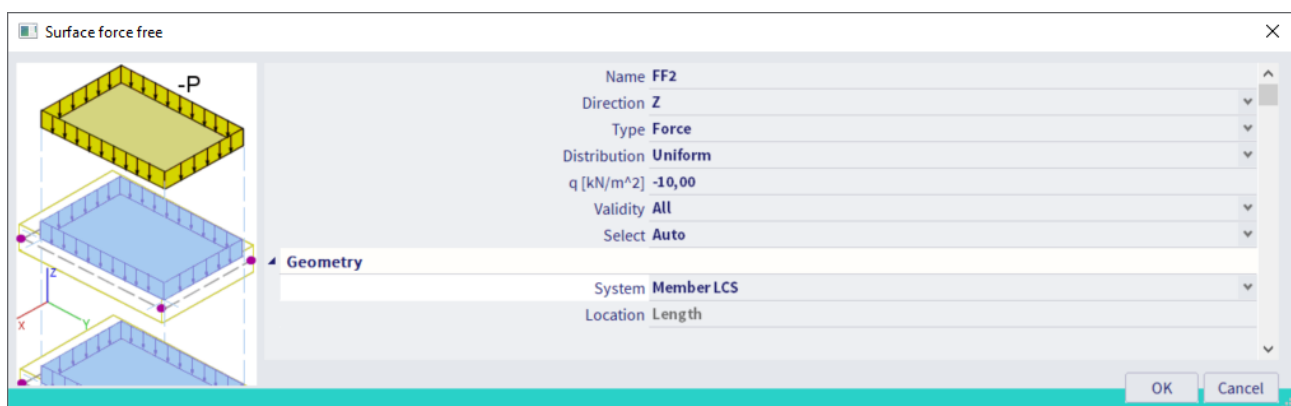 Surface force free
-P
Z
X
Y
Name FF2
Direction Z
Type Force
Distribution Uniform
q [kN/m^2] -10,00
Validity All
Select Auto
Geometry
System Member LCS
Location Length
OK Cancel